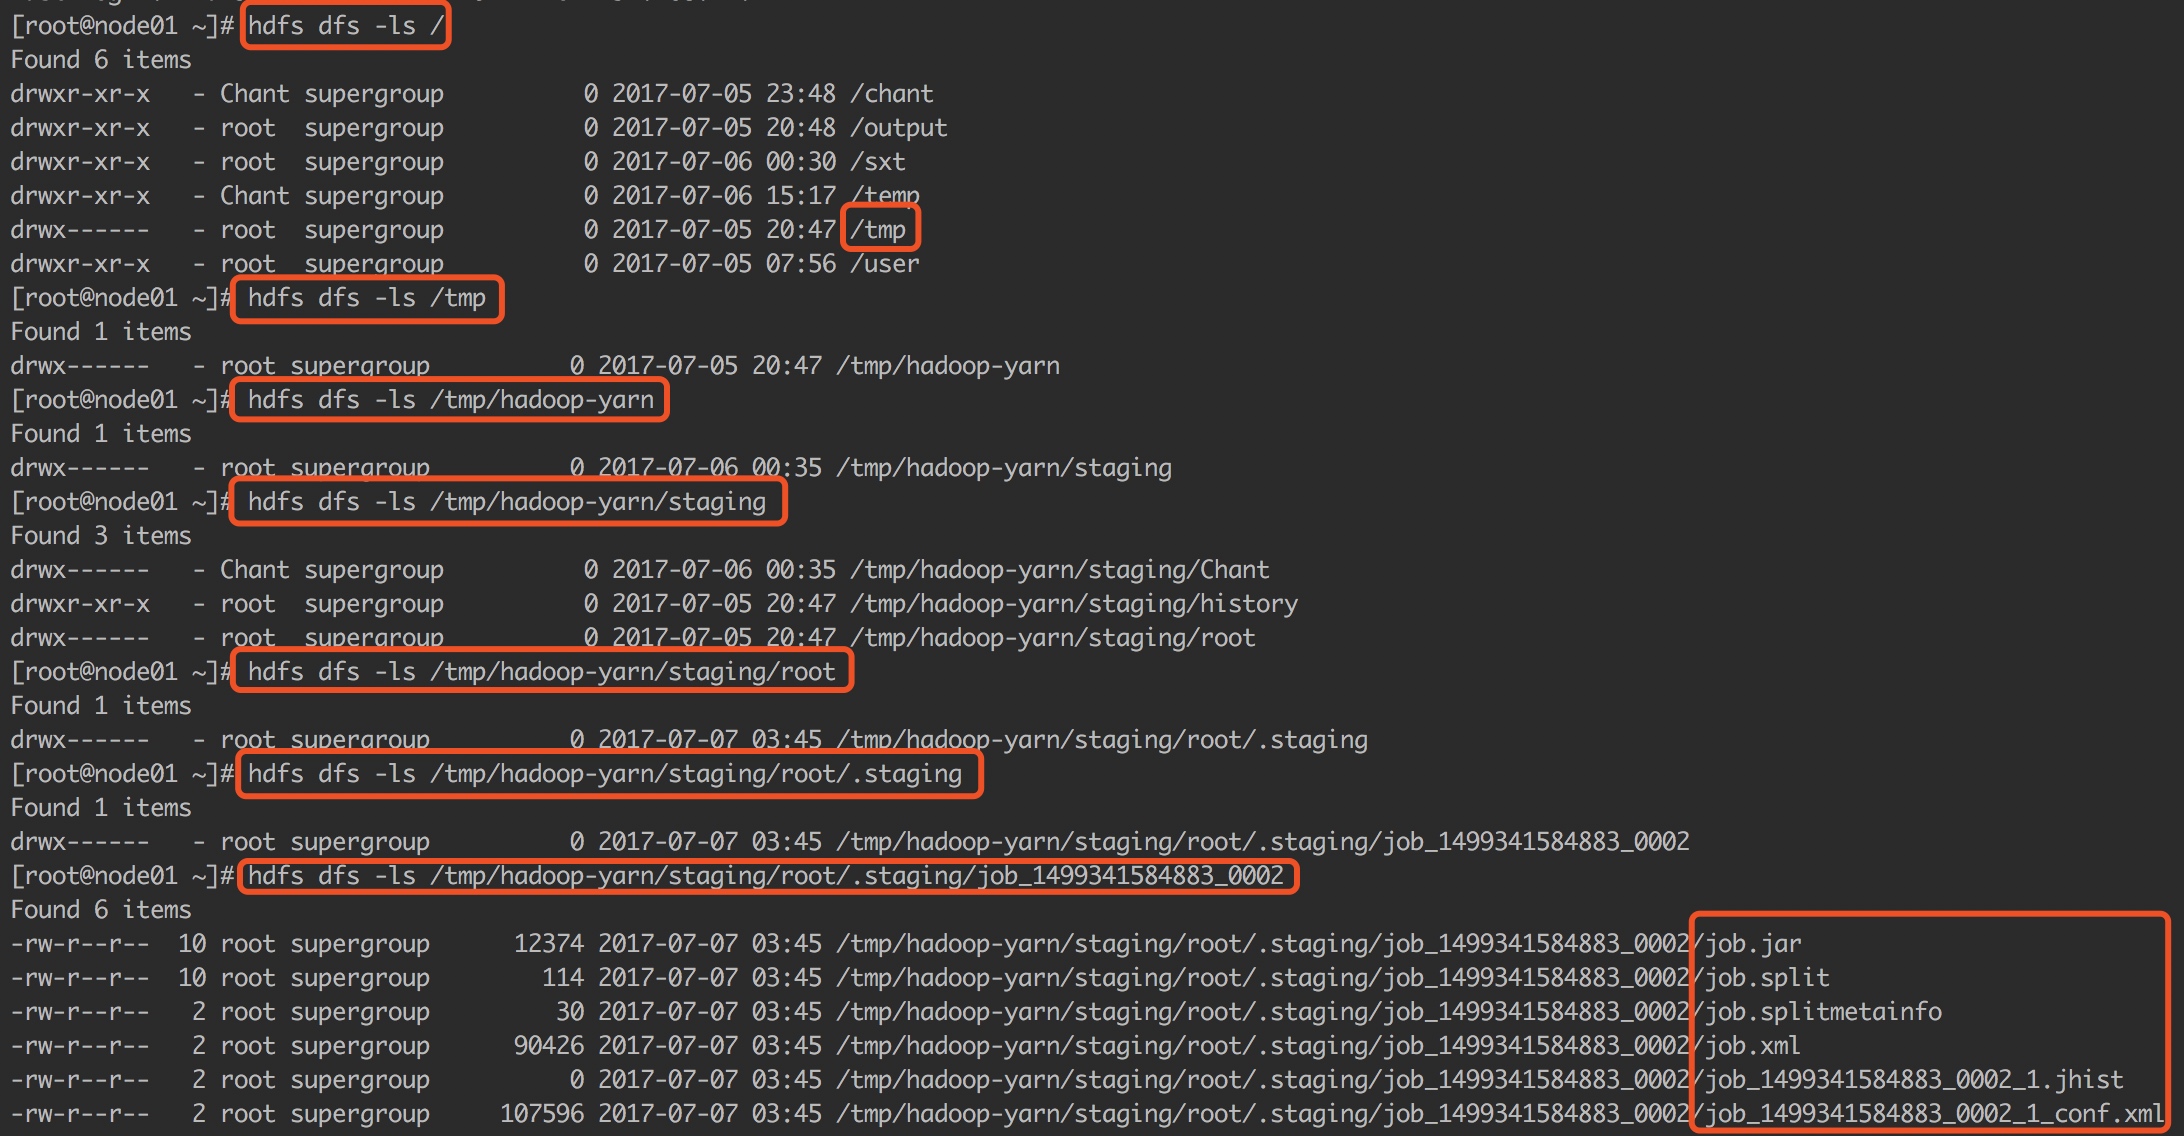 [root@node01 ~]# hdfs dfs -ls /
Found 6 items
drwxr-xr-x   - Chant supergroup          0 2017-07-05 23:48 /chant
drwxr-xr-x   - root  supergroup          0 2017-07-05 20:48 /output
drwxr-xr-x   - root  supergroup          0 2017-07-06 00:30 /sxt
drwxr-xr-x   - Chant supergroup          0 2017-07-06 15:17 /temp
drwx------   - root  supergroup          0 2017-07-05 20:47 /tmp
drwxr-xr-x   - root  supergroup          0 2017-07-05 07:56 /user
[root@node01 ~]# hdfs dfs -ls /tmp
Found 1 items
drwx------   - root supergroup          0 2017-07-05 20:47 /tmp/hadoop-yarn
[root@node01 ~]# hdfs dfs -ls /tmp/hadoop-yarn
Found 1 items
drwx------   - root supergroup          0 2017-07-06 00:35 /tmp/hadoop-yarn/staging
[root@node01 ~]# hdfs dfs -ls /tmp/hadoop-yarn/staging
Found 3 items
drwx------   - Chant supergroup          0 2017-07-06 00:35 /tmp/hadoop-yarn/staging/Chant
drwxr-xr-x   - root  supergroup          0 2017-07-05 20:47 /tmp/hadoop-yarn/staging/history
drwx------   - root  supergroup          0 2017-07-05 20:47 /tmp/hadoop-yarn/staging/root
[root@node01 ~]# hdfs dfs -ls /tmp/hadoop-yarn/staging/root
Found 1 items
drwx------   - root supergroup          0 2017-07-07 03:45 /tmp/hadoop-yarn/staging/root/.staging
[root@node01 ~]# hdfs dfs -ls /tmp/hadoop-yarn/staging/root/.staging
Found 1 items
drwx------   - root supergroup          0 2017-07-07 03:45 /tmp/hadoop-yarn/staging/root/.staging/job_1499341584883_0002
[root@node01 ~]# hdfs dfs -ls /tmp/hadoop-yarn/staging/root/.staging/job_1499341584883_0002
Found 6 items
-rw-r--r--  10 root supergroup      12374 2017-07-07 03:45 /tmp/hadoop-yarn/staging/root/.staging/job_1499341584883_0002/job.jar
-rw-r--r--  10 root supergroup        114 2017-07-07 03:45 /tmp/hadoop-yarn/staging/root/.staging/job_1499341584883_0002/job.split
-rw-r--r--   2 root supergroup         30 2017-07-07 03:45 /tmp/hadoop-yarn/staging/root/.staging/job_1499341584883_0002/job.splitmetainfo
-rw-r--r--   2 root supergroup      90426 2017-07-07 03:45 /tmp/hadoop-yarn/staging/root/.staging/job_1499341584883_0002/job.xml
-rw-r--r--   2 root supergroup          0 2017-07-07 03:45 /tmp/hadoop-yarn/staging/root/.staging/job_1499341584883_0002/job_1499341584883_0002_1.jhist
-rw-r--r--   2 root supergroup     107596 2017-07-07 03:45 /tmp/hadoop-yarn/staging/root/.staging/job_1499341584883_0002/job_1499341584883_0002_1_conf.xml